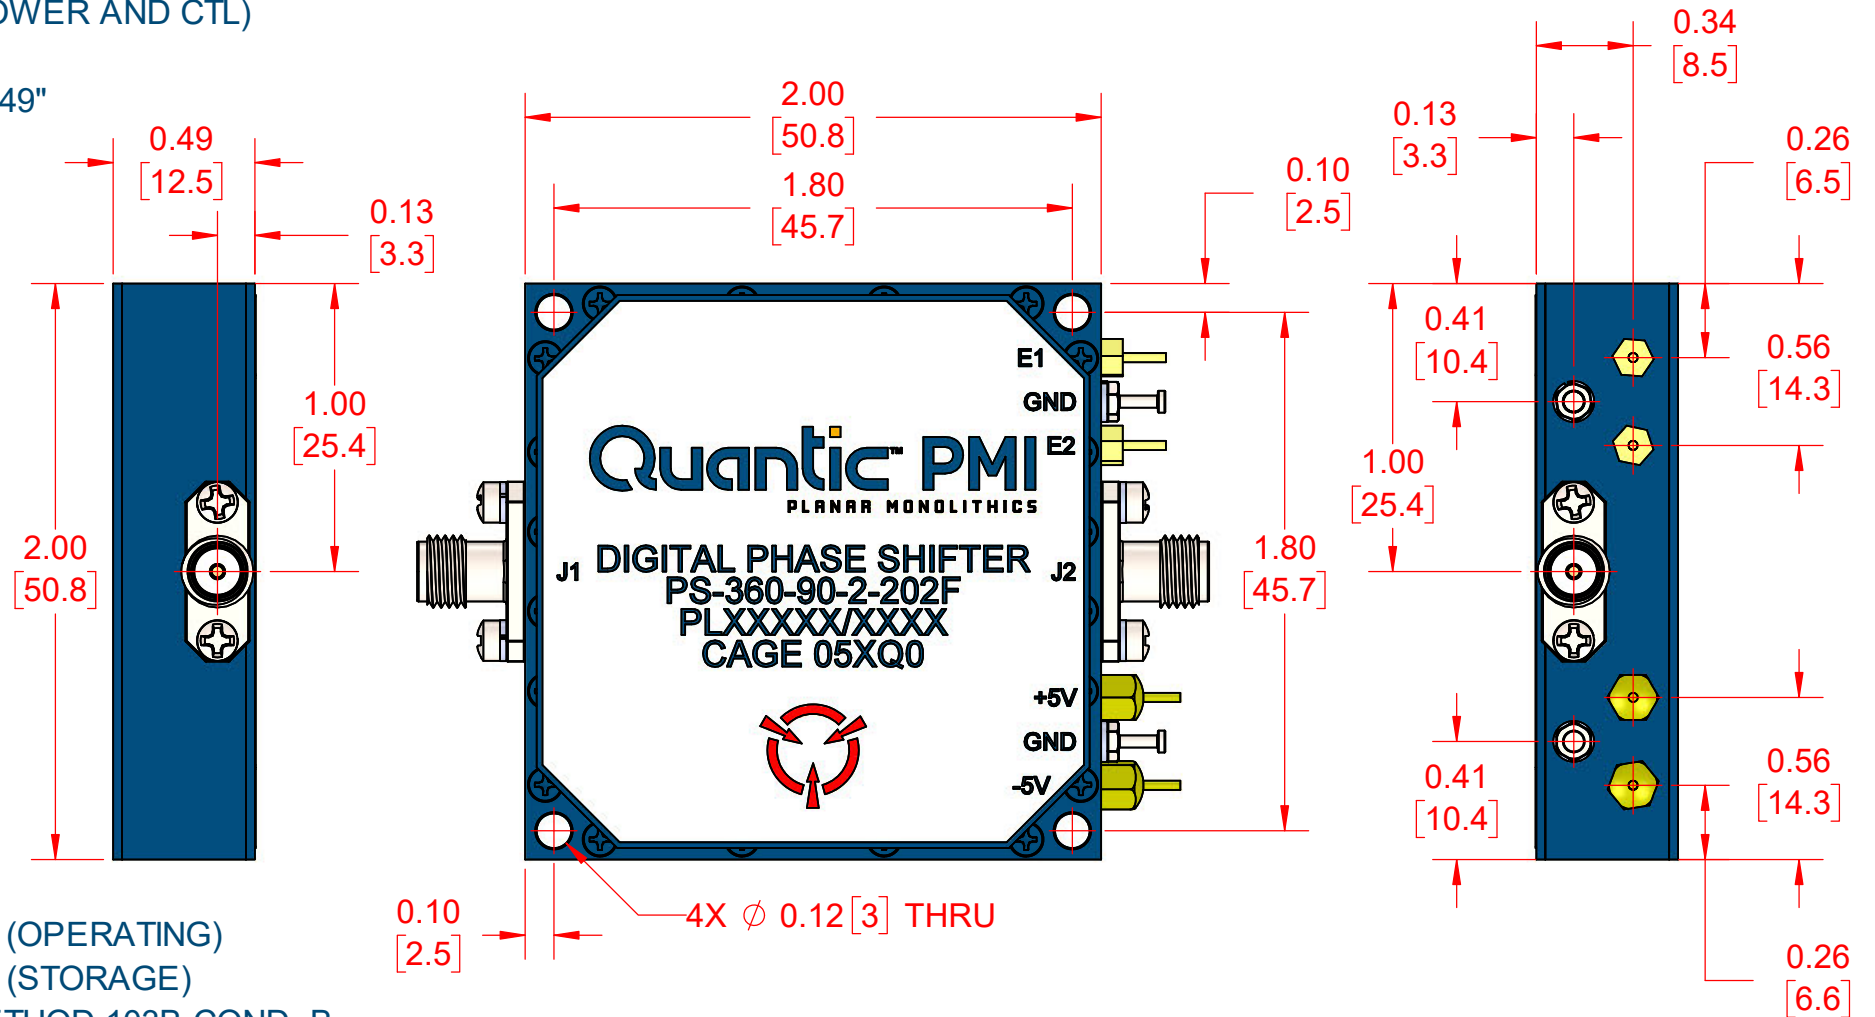 OWER AND CTL)
49"
0.49
[12.5]
0.13
[3.3]
2.00
[50.8]
1.00
[25.4]
2.00
[50.8]
1.80
[45.7]
0.10
[2.5]
E1
GND
E2
Quantic™ PMI
PLANAR MONOLITHICS
J1
DIGITAL PHASE SHIFTER
J2
PS-360-90-2-202F
PLXXXXX/XXXX
CAGE 05XQ0
+5V
GND
-5V
1.80
[45.7]
0.10
[2.5]
4X ∅ 0.12[3] THRU
0.34
[8.5]
0.13
[3.3]
0.26
[6.5]
0.41
[10.4]
0.56
[14.3]
1.00
[25.4]
0.41
[10.4]
0.56
[14.3]
0.26
[6.6]
(OPERATING)
(STORAGE)
THOD 103B COND. B